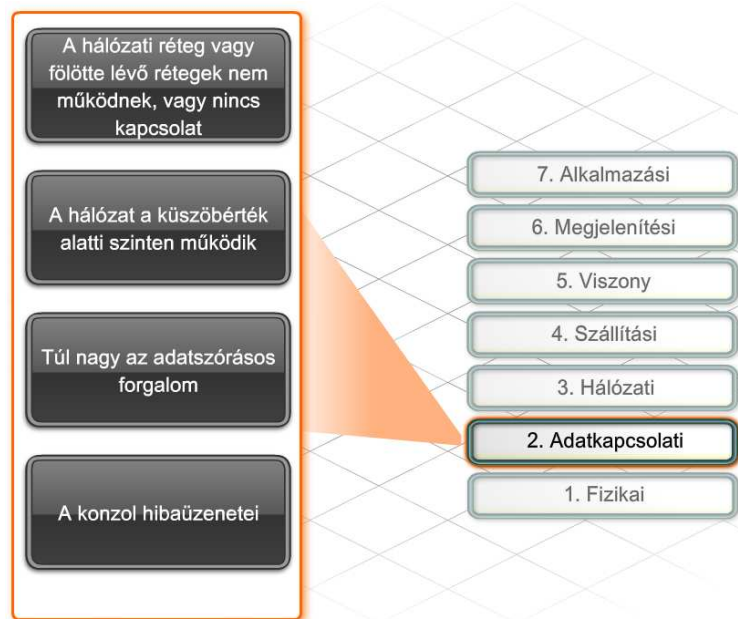 A hálózati réteg vagy
fölötte lévő rétegek nem
működnek, vagy nincs
kapcsolat
A hálózat a küszöbérték
alatti szinten működik
Túl nagy az adatszórásos
forgalom
A konzol hibaüzenetei
7. Alkalmazási
6. Megjelenítési
5. Viszony
4. Szállítási
3. Hálózati
2. Adatkapcsolati
1. Fizikai